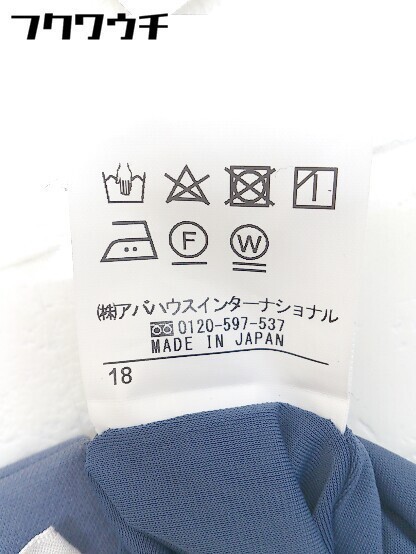 フクワウチ
F W
(株)アバハウスインターナショナル
0120-597-537
MADE IN JAPAN
18